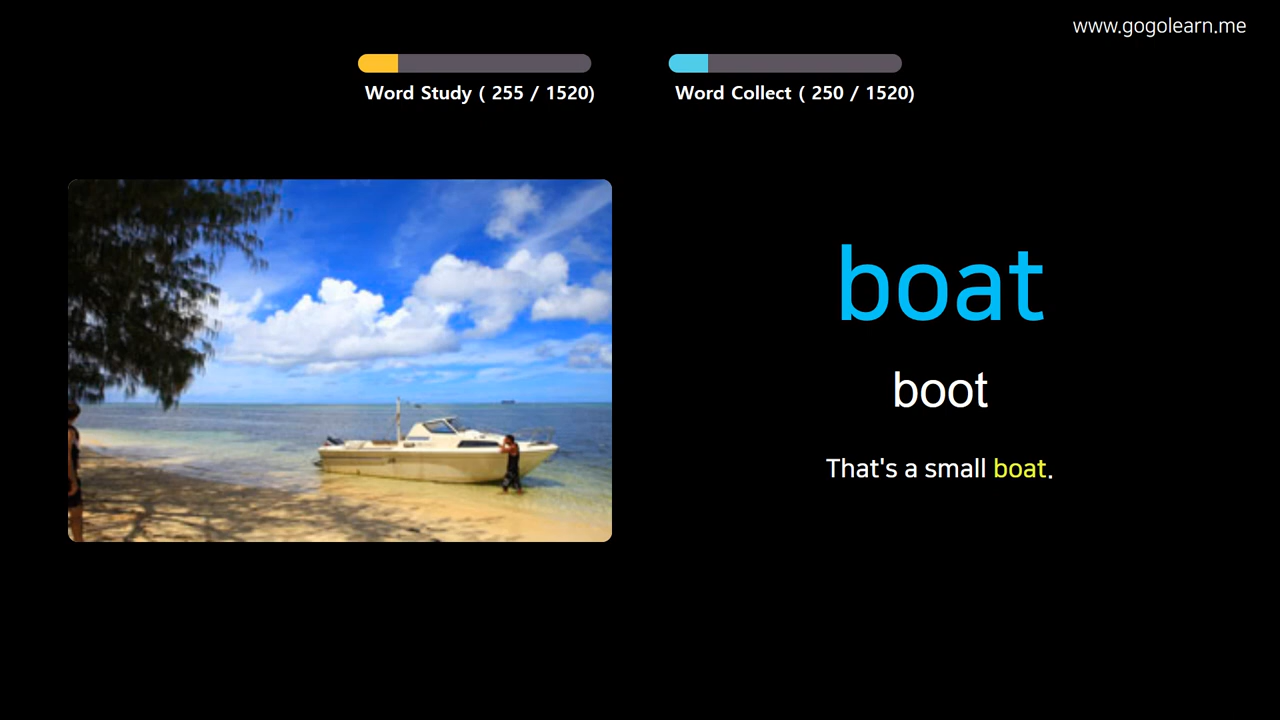 www.gogolearn.me
Word Study ( 255 / 1520)
Word Collect ( 250 / 1520)
boat
boot
That's a small boat.